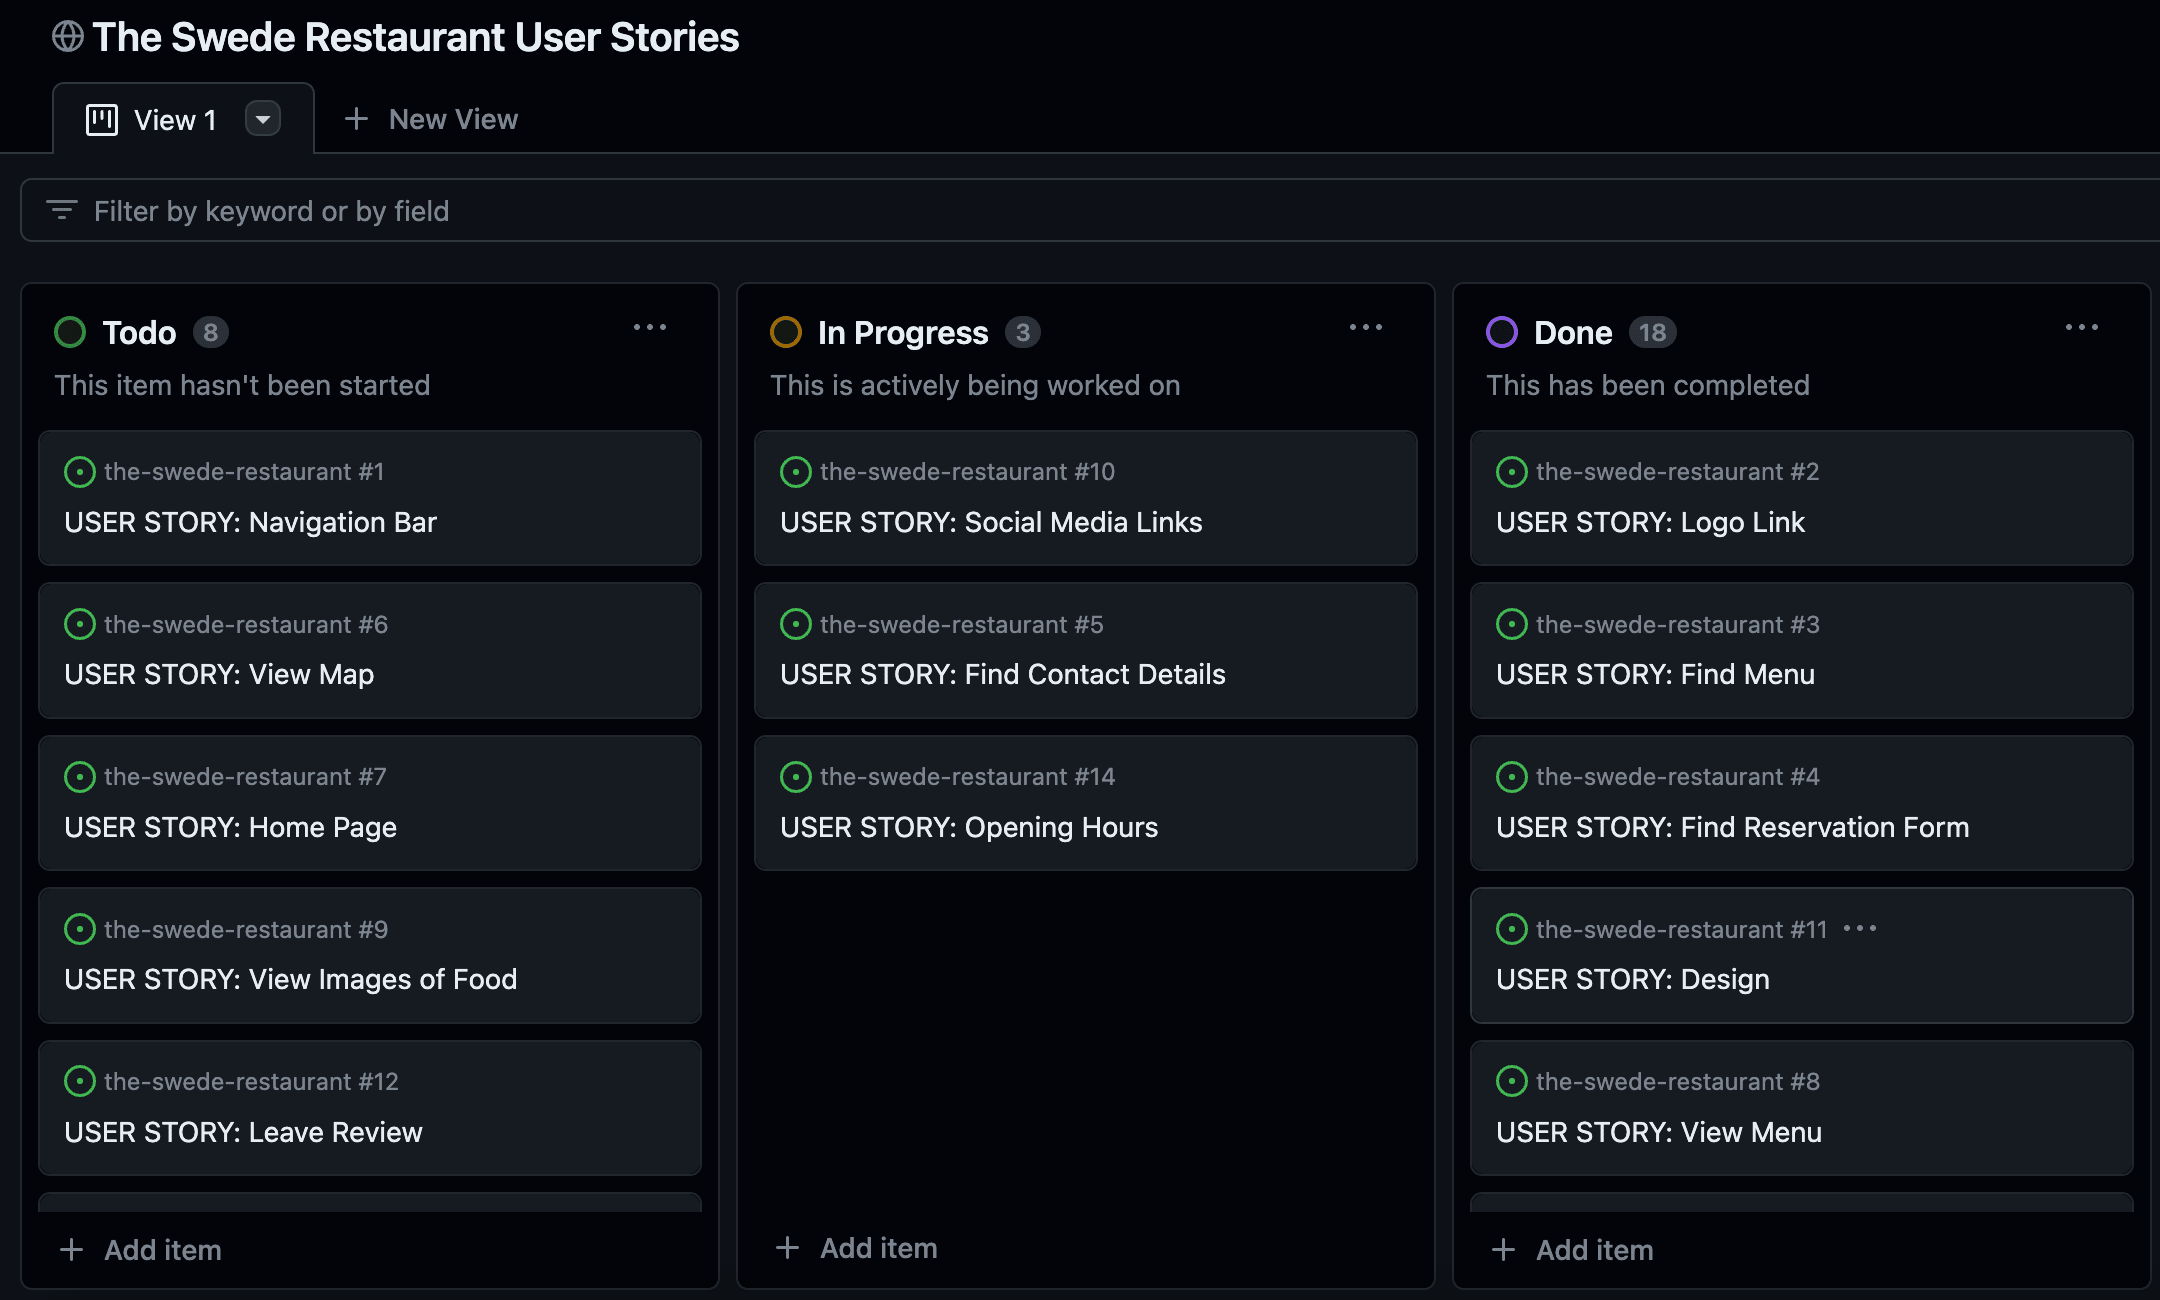 The Swede Restaurant User Stories
View 1
New View
Filter by keyword or by field
Todo 8
This item hasn't been started
the-swede-restaurant #1
USER STORY: Navigation Bar
the-swede-restaurant #6
USER STORY: View Map
the-swede-restaurant #7
USER STORY: Home Page
the-swede-restaurant #9
USER STORY: View Images of Food
the-swede-restaurant #12
USER STORY: Leave Review
Add item
In Progress 3
This is actively being worked on
the-swede-restaurant #10
USER STORY: Social Media Links
the-swede-restaurant #5
USER STORY: Find Contact Details
the-swede-restaurant #14
USER STORY: Opening Hours
Add item
Done 18
This has been completed
the-swede-restaurant #2
USER STORY: Logo Link
the-swede-restaurant #3
USER STORY: Find Menu
the-swede-restaurant #4
USER STORY: Find Reservation Form
the-swede-restaurant #11
USER STORY: Design
the-swede-restaurant #8
USER STORY: View Menu
Add item